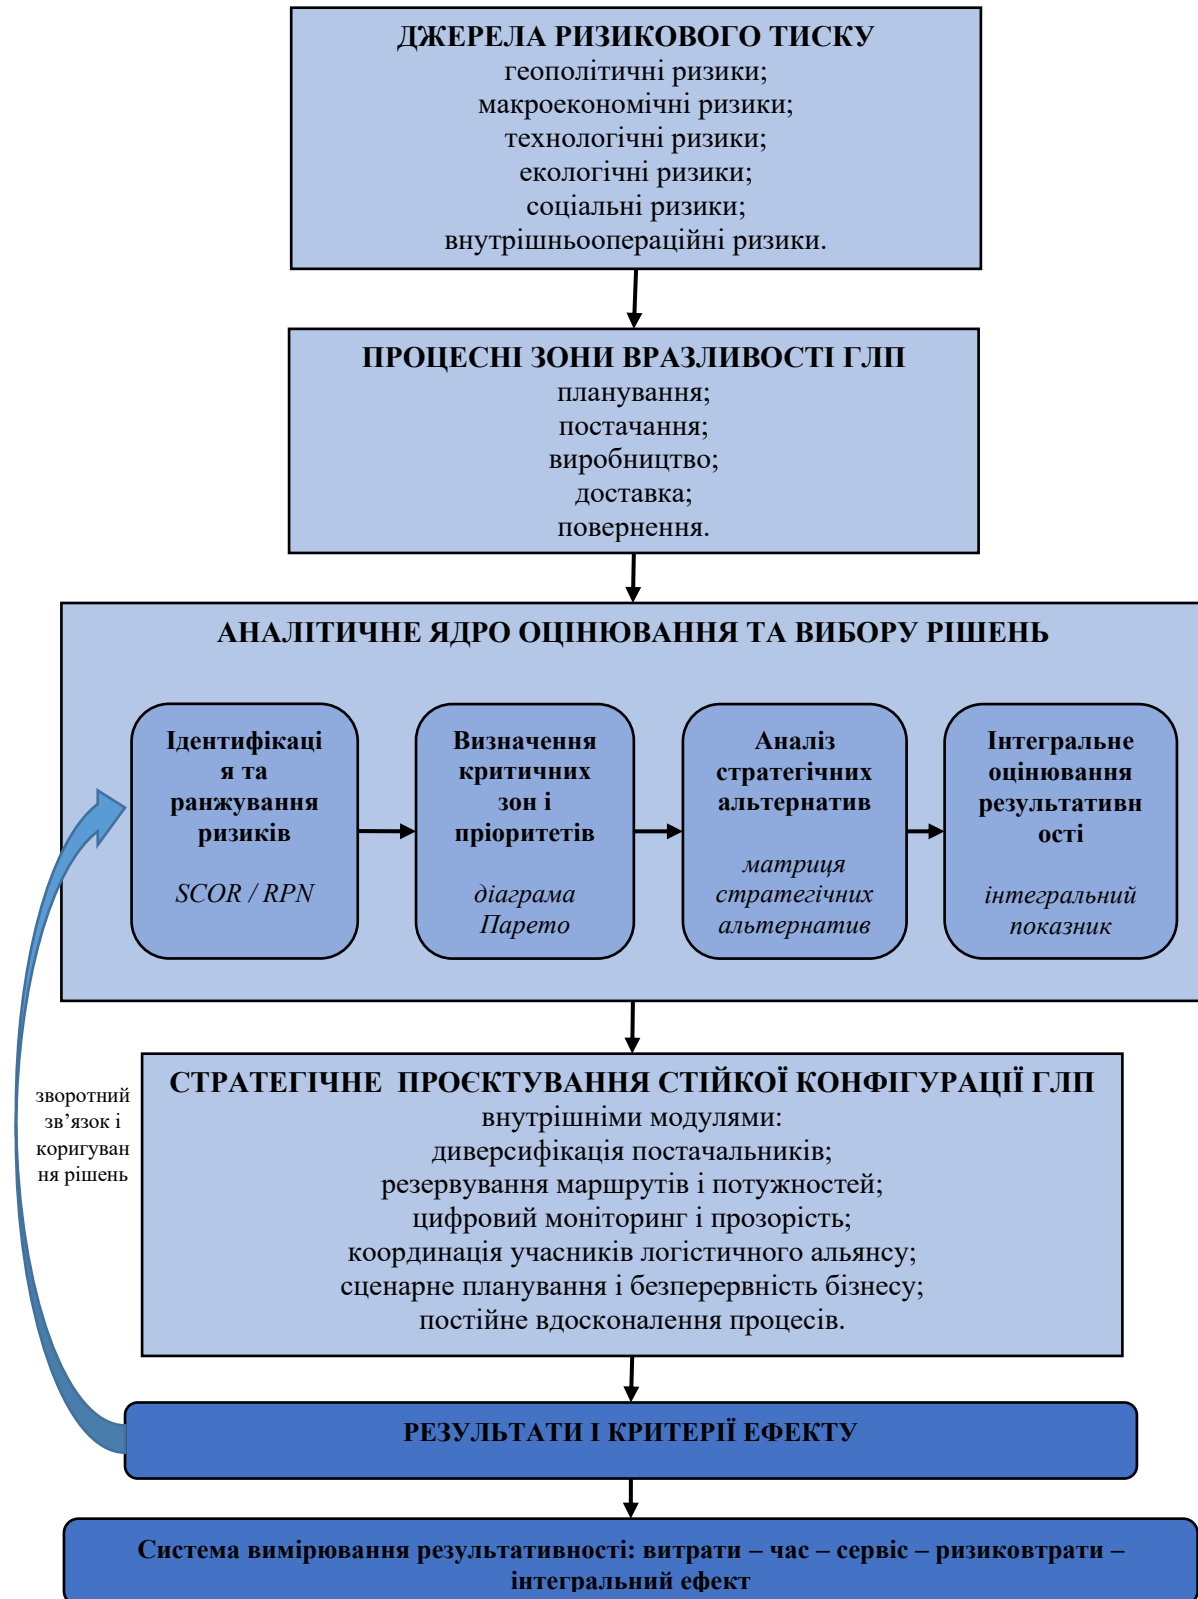 ДЖЕРЕЛА РИЗИКОВОГО ТИСКУ
геополітичні ризики;
макроекономічні ризики;
технологічні ризики;
екологічні ризики;
соціальні ризики;
внутрішньоопераційні ризики.
ПРОЦЕСНІ ЗОНИ ВРАЗЛИВОСТІ ГЛП
планування;
постачання;
виробництво;
доставка;
повернення.
АНАЛІТИЧНЕ ЯДРО ОЦІНЮВАННЯ ТА ВИБОРУ РІШЕНЬ
Ідентифікаці
я та
ранжування
ризиків
SCOR / RPN
Визначення
критичних
зон і
пріоритетів
діаграма
Парето
Аналіз
стратегічних
альтернатив
матриця
стратегічних
альтернатив
Інтегральне
оцінювання
результативн
ості
інтегральний
показник
зворотний
зв’язок і
коригуван
ня рішень
СТРАТЕГІЧНЕ  ПРОЄКТУВАННЯ СТІЙКОЇ КОНФІГУРАЦІЇ ГЛП
внутрішніми модулями:
диверсифікація постачальників;
резервування маршрутів і потужностей;
цифровий моніторинг і прозорість;
координація учасників логістичного альянсу;
сценарне планування і безперервність бізнесу;
постійне вдосконалення процесів.
РЕЗУЛЬТАТИ І КРИТЕРІЇ ЕФЕКТУ
Система вимірювання результативності: витрати – час – сервіс – ризиковтрати –
інтегральний ефект